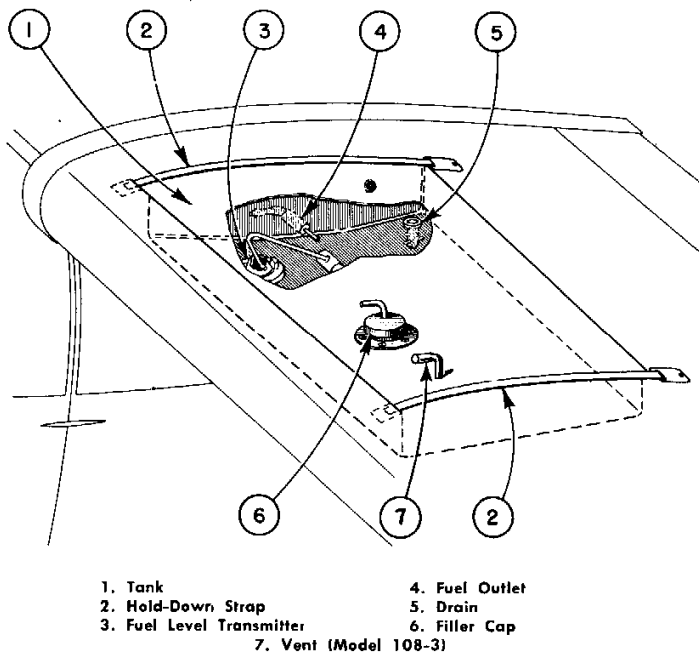 1 2 3 4 5
6 7 2
1. Tank
2. Hold-Down Strap
3. Fuel Level Transmitter
4. Fuel Outlet
5. Drain
6. Filler Cap
7. Vent (Model 108-3)